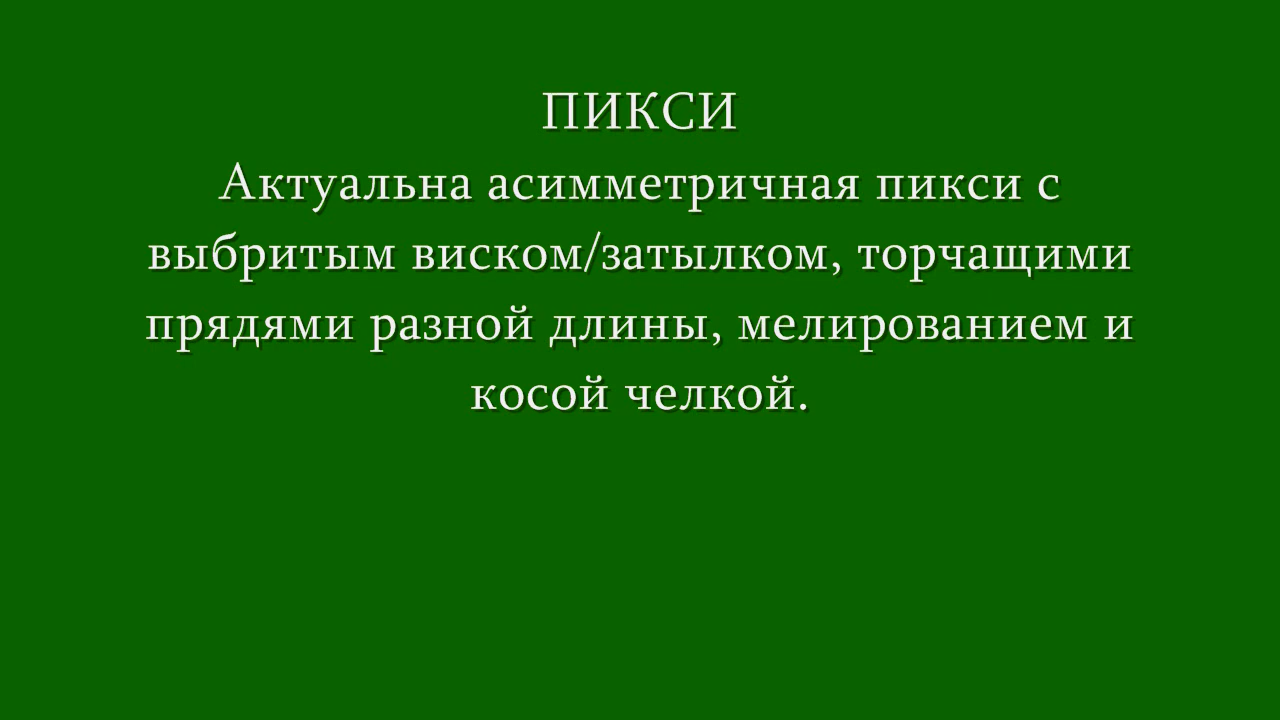 ПИКСИ
Актуальна асимметричная пикси с
выбритым виском/затылком, торчащими
прядями разной длины, мелированием и
косой челкой.